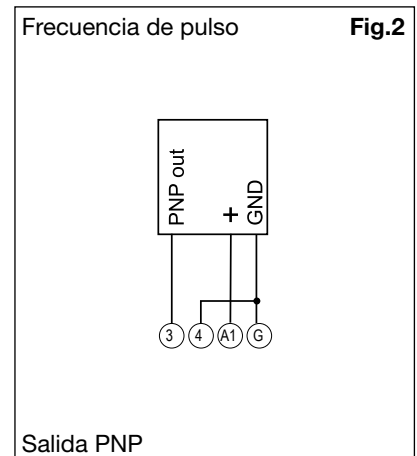 Frecuencia de pulso Fig.2
PNP out
+
GND
3 4 A1 G
Salida PNP